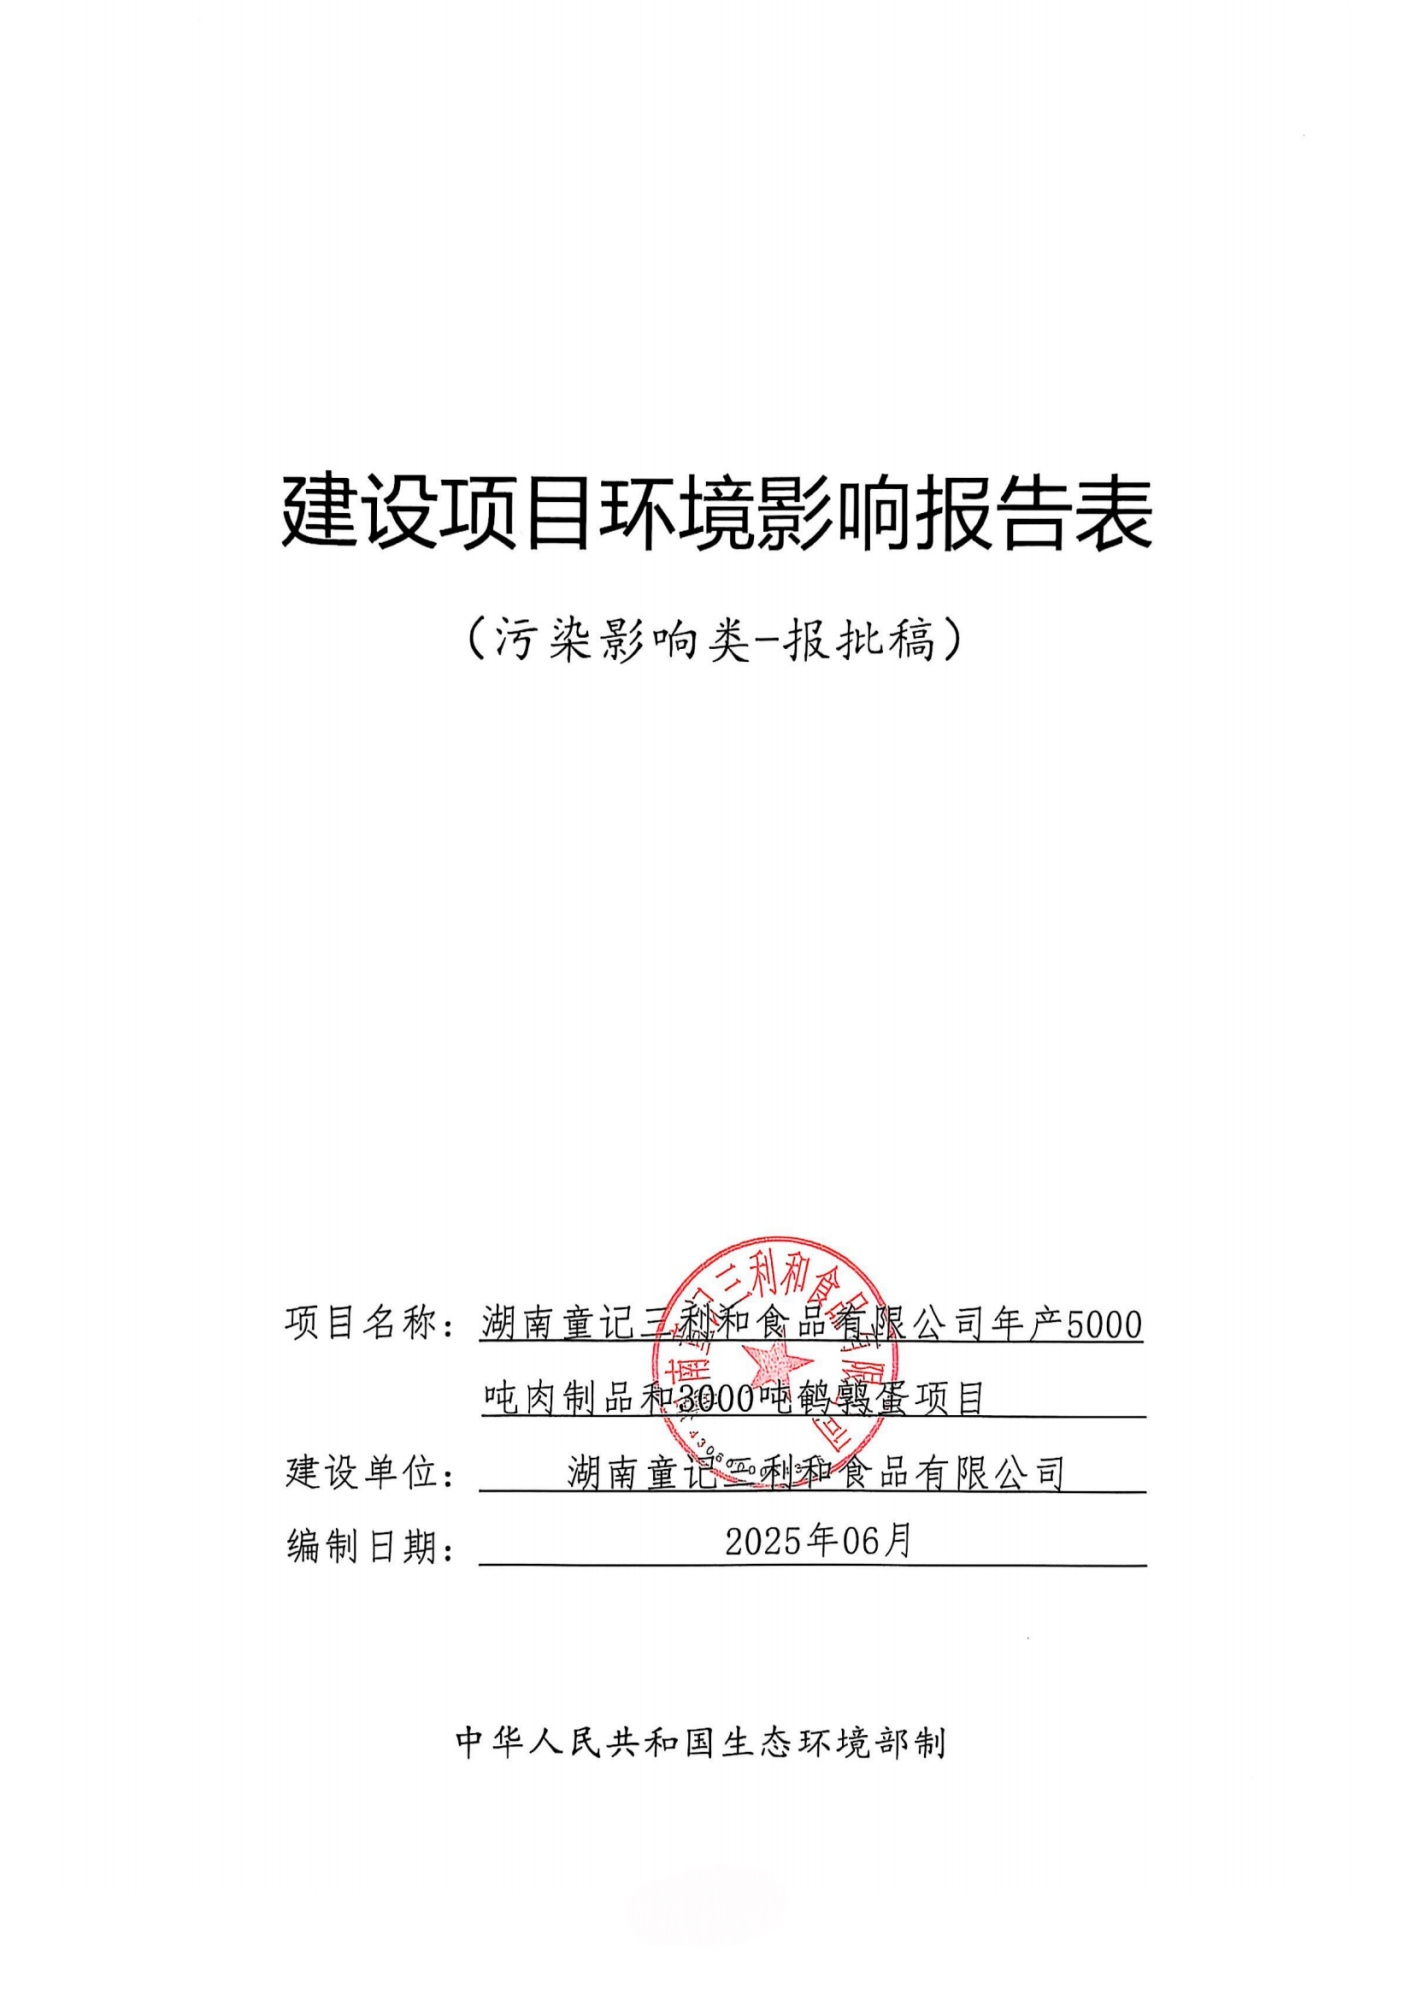 建设项目环境影响报告表
（污染影响类-报批稿）
项目名称：湖南童记三利和食品有限公司年产5000
吨肉制品和3000吨鹌鹑蛋项目
建设单位：湖南童记三利和食品有限公司
编制日期：2025年06月
中华人民共和国生态环境部制